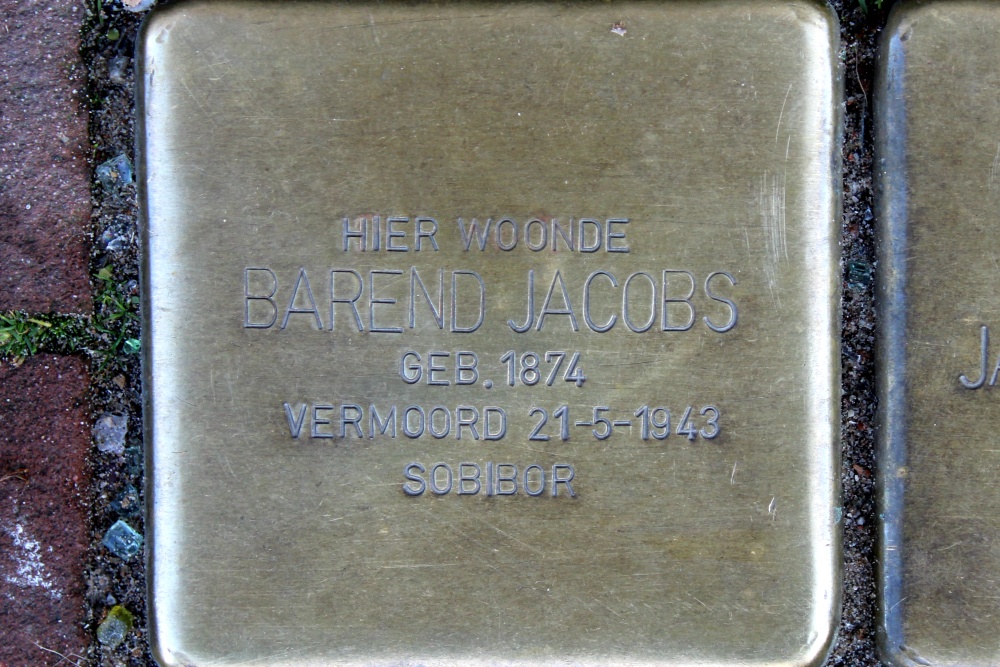 HIER WOONDE
BAREND JACOBS
GEB. 1874
VERMOORD 21-5-1943
SOBIBOR